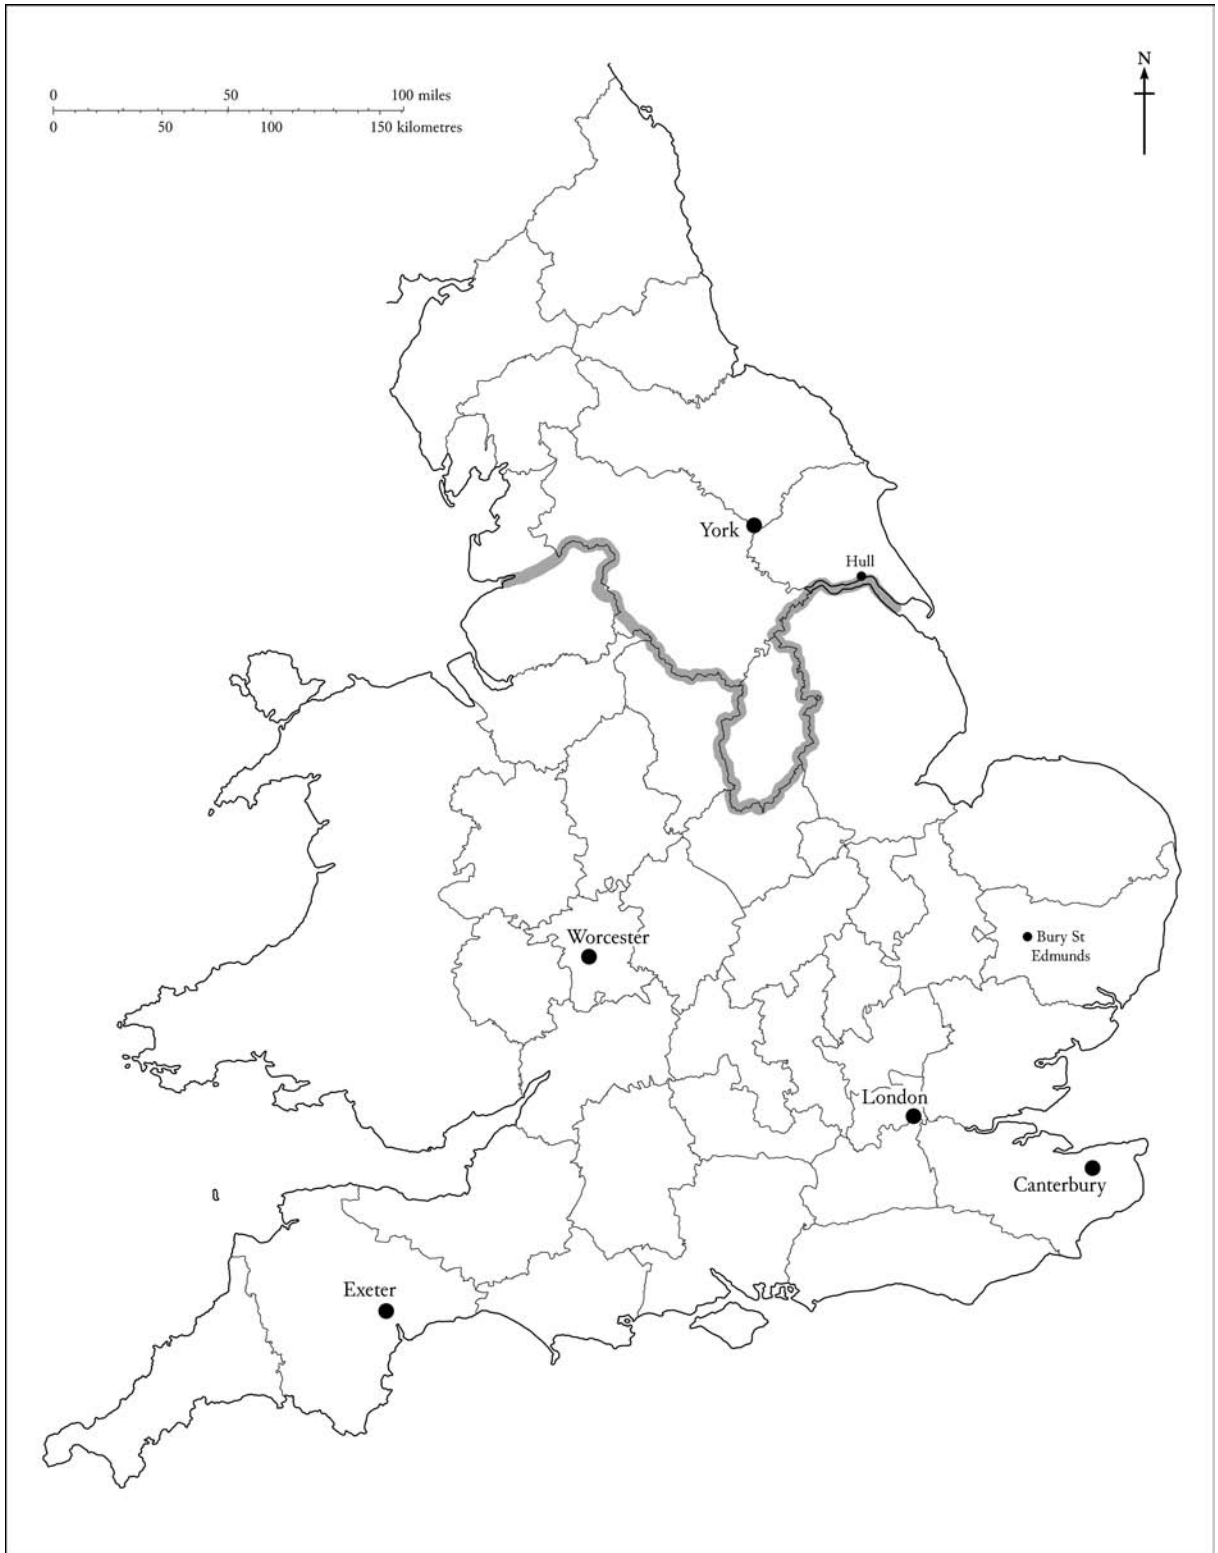 N
0 50 100 miles
0 50 100 150 kilometres
York
Hull
Worcester
Bury St
Edmunds
London
Canterbury
Exeter